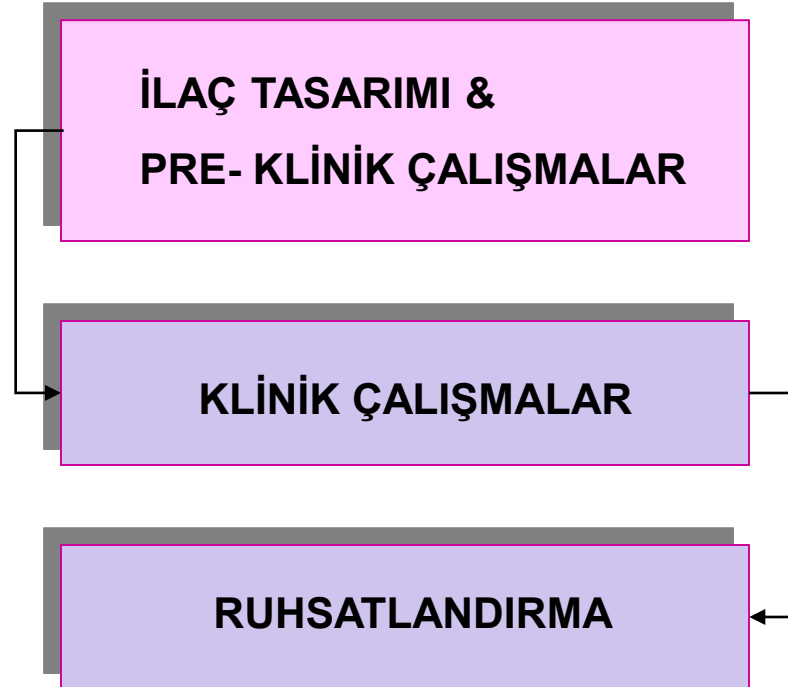 İLAÇ TASARIMI &
PRE- KLİNİK ÇALIŞMALAR
KLİNİK ÇALIŞMALAR
RUHSATLANDIRMA